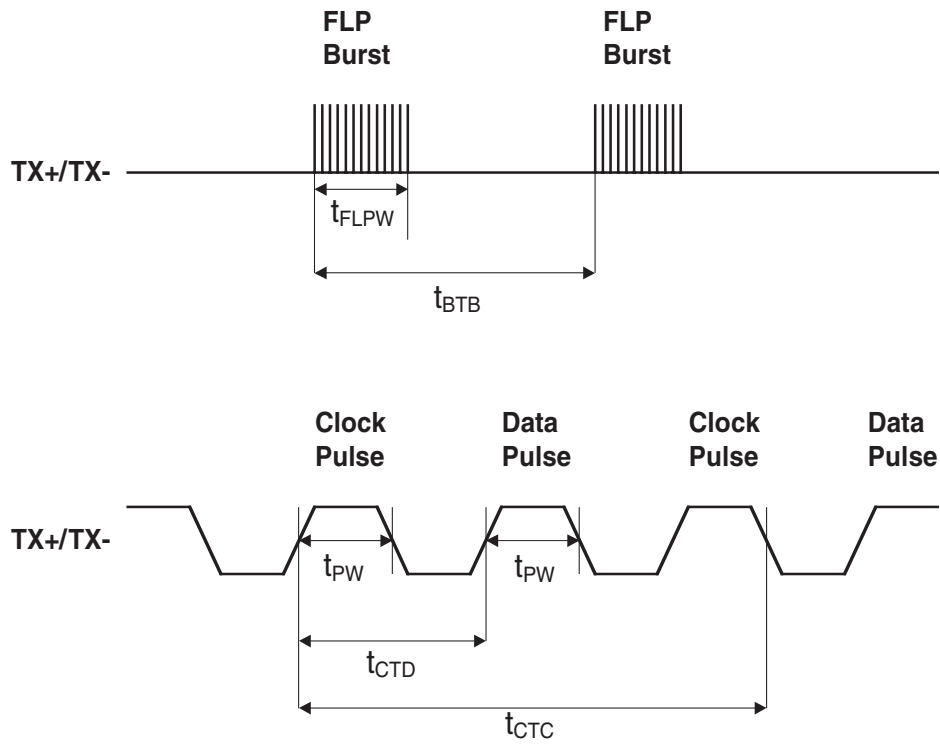 FLP
Burst
FLP
Burst
TX+/TX-
tFLPW
tBTB
Clock
Pulse
Data
Pulse
Clock
Pulse
Data
Pulse
TX+/TX-
tPW
tPW
tCTD
tCTC